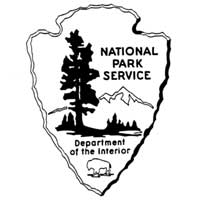 NATIONAL
PARK
SERVICE
Department
of the Interior